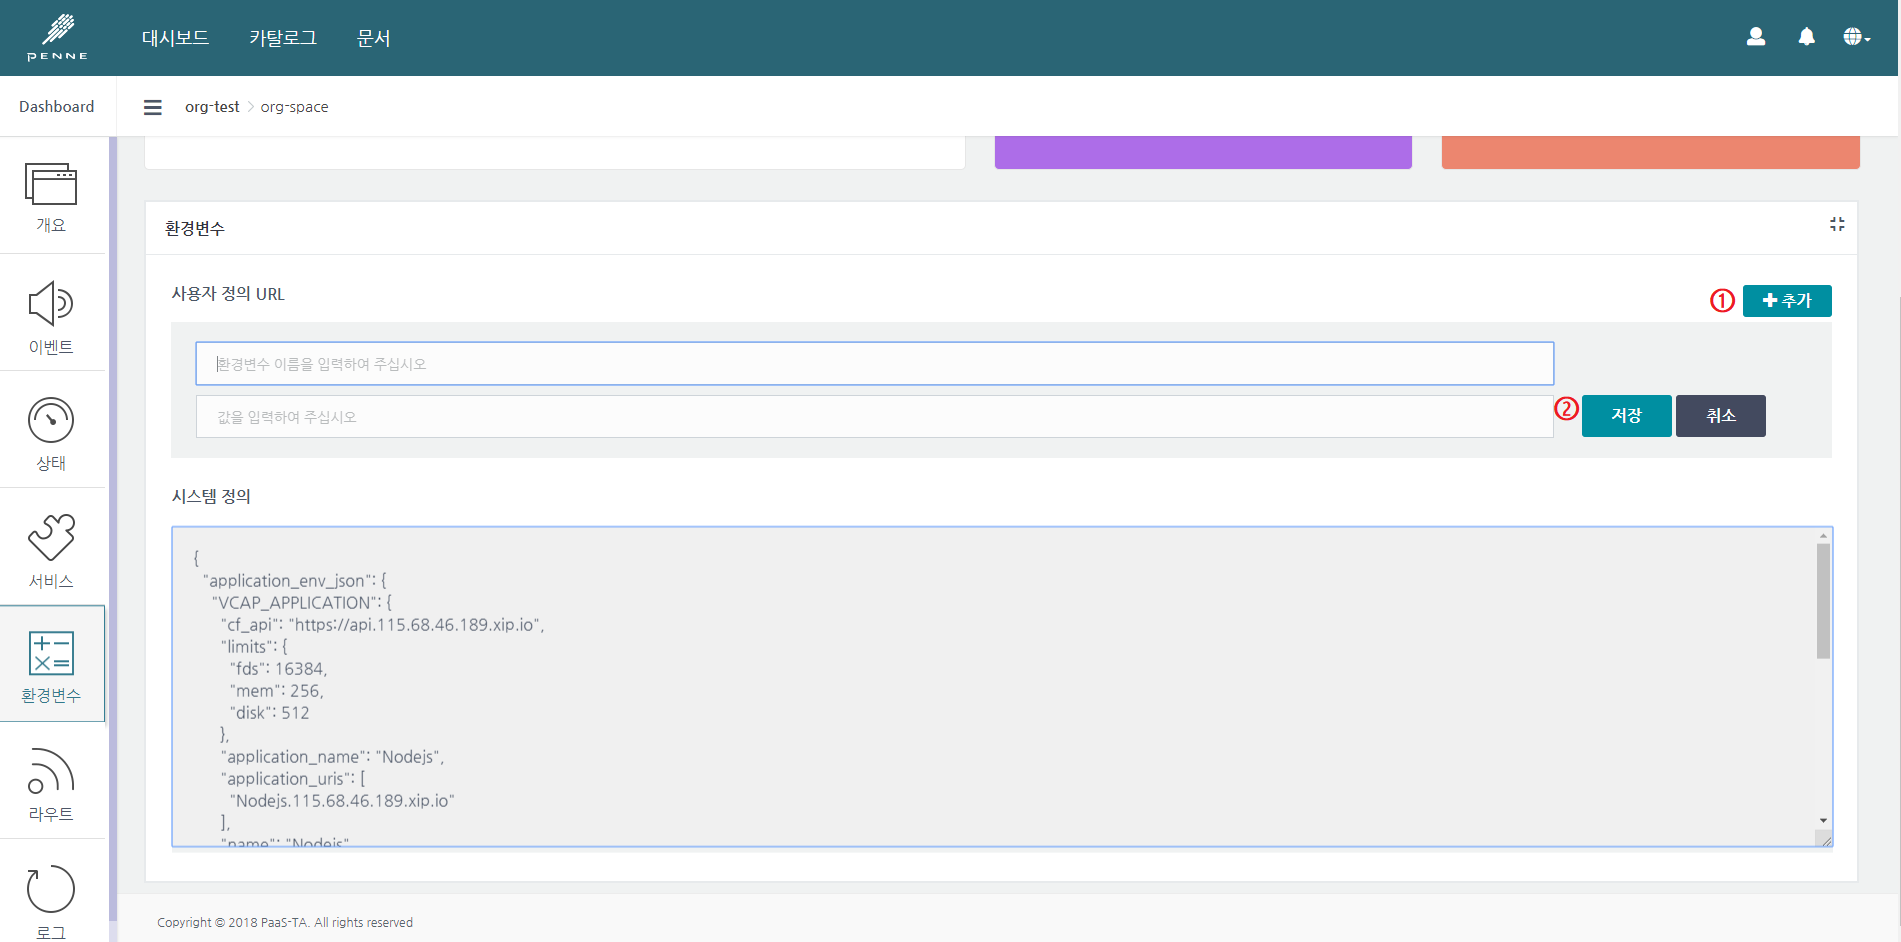 PENNE
대시보드 카탈로그 문서
Dashboard
org-test > org-space
개요
이벤트
상태
서비스
환경변수
라우트
로그
환경변수
사용자 정의 URL
① + 추가
환경변수 이름을 입력하여 주십시오
값을 입력하여 주십시오
② 저장 취소
시스템 정의
{
"application_env_json": {
"VCAP_APPLICATION": {
"cf_api": "https://api.115.68.46.189.xip.io",
"limits": {
"fds": 16384,
"mem": 256,
"disk": 512
},
"application_name": "Nodejs",
"application_uris": [
"Nodejs.115.68.46.189.xip.io"
],
"name": "Nodejs"
Copyright © 2018 PaaS-TA. All rights reserved